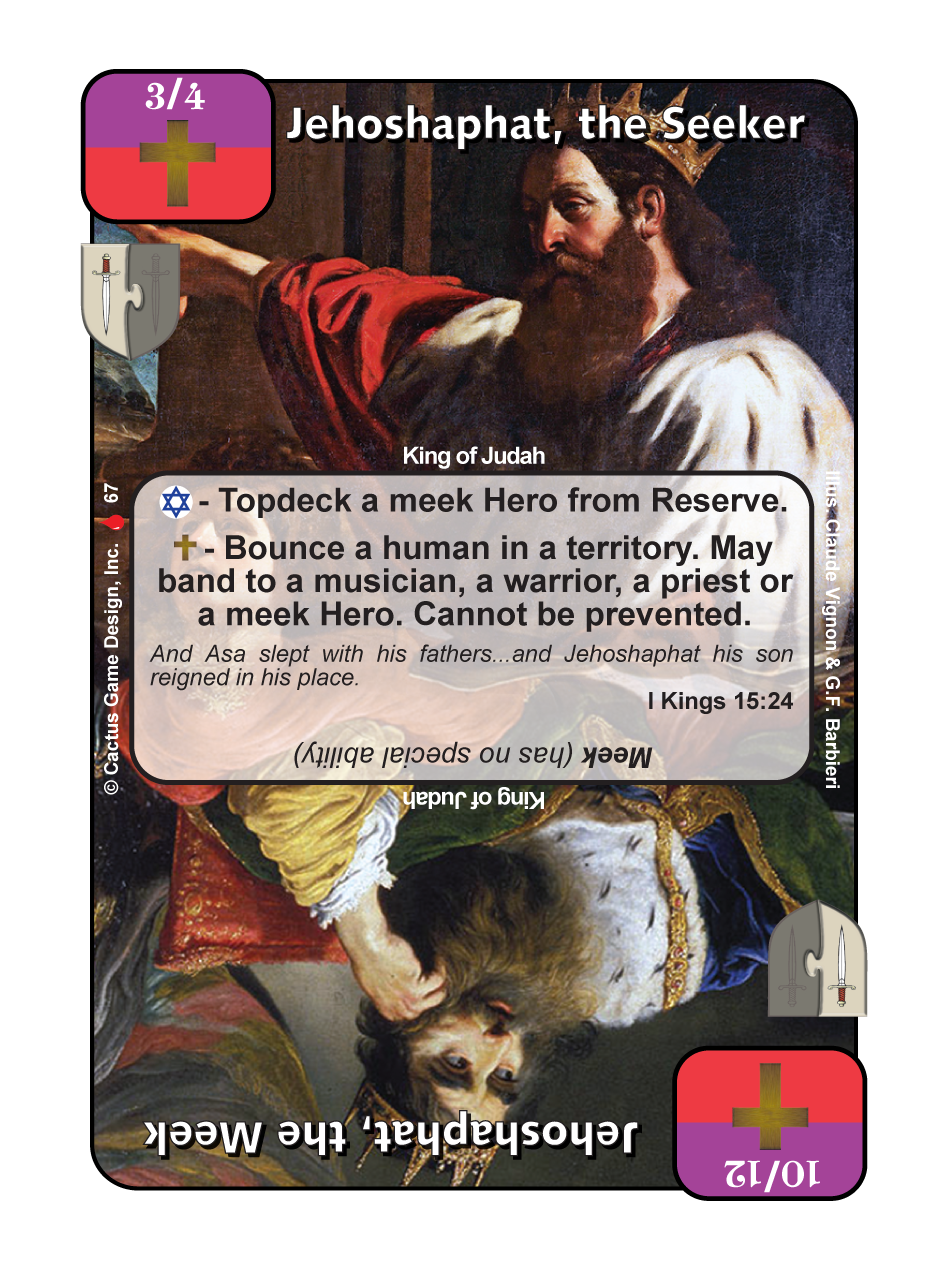 3/4
Jehoshaphat, the Seeker
King of Judah
- Topdeck a meek Hero from Reserve.
- Bounce a human in a territory. May
band to a musician, a warrior, a priest or
a meek Hero. Cannot be prevented.
And Asa slept with his fathers...and Jehoshaphat his son
reigned in his place.
I Kings 15:24
© Cactus Game Design, Inc. 67
Illus. Claude Vignon & G.F. Barbieri
Meek (has no special ability)
King of Judah
Jehoshaphat, the Meek
10/12